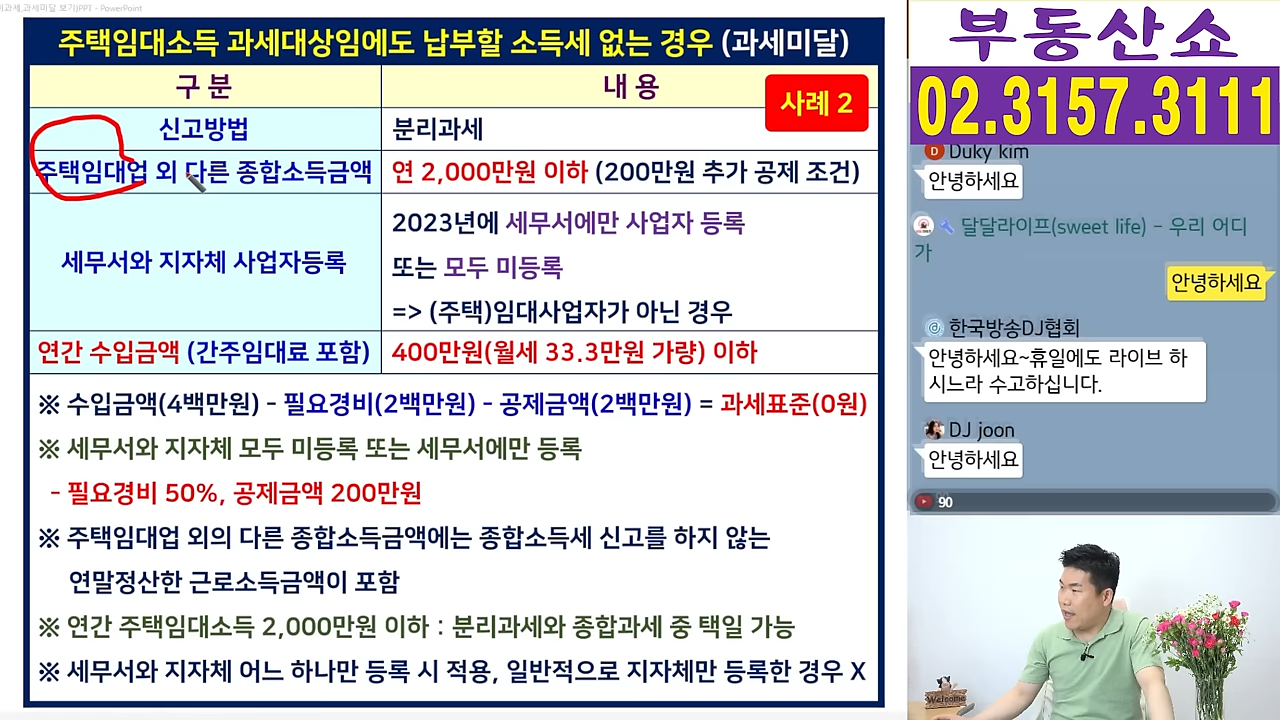 과세미달 보기)PPT - PowerPoint
주택임대소득 과세대상임에도 납부할 소득세 없는 경우 (과세미달)
구 분
내 용
사례 2
신고방법
분리과세
주택임대업 외 다른 종합소득금액
연 2,000만원 이하 (200만원 추가 공제 조건)
세무서와 지자체 사업자등록
2023년에 세무서에만 사업자 등록
또는 모두 미등록
=> (주택)임대사업자가 아닌 경우
연간 수입금액 (간주임대료 포함)
400만원(월세 33.3만원 가량) 이하
※ 수입금액(4백만원) - 필요경비(2백만원) - 공제금액(2백만원) = 과세표준(0원)
※ 세무서와 지자체 모두 미등록 또는 세무서에만 등록
- 필요경비 50%, 공제금액 200만원
※ 주택임대업 외의 다른 종합소득금액에는 종합소득세 신고를 하지 않는
연말정산한 근로소득금액이 포함
※ 연간 주택임대소득 2,000만원 이하 : 분리과세와 종합과세 중 택일 가능
※ 세무서와 지자체 어느 하나만 등록 시 적용, 일반적으로 지자체만 등록한 경우 X
부동산쇼
02.3157.3111
D Duky kim
안녕하세요
달달라이프(sweet life) - 우리 어디
가
안녕하세요
한국방송DJ협회
안녕하세요~휴일에도 라이브 하
시느라 수고하십니다.
DJ joon
안녕하세요
90
Welcome